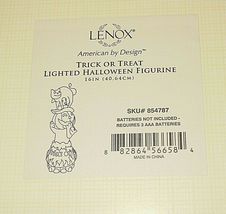 LENOX®
American by Design™
TRICK OR TREAT
LIGHTED HALLOWEEN FIGURINE
16IN (40.64CM)
SKU# 854787
8 82864 56658 4
BATTERIES NOT INCLUDED -
REQUIRES 3 AAA BATTERIES
MADE IN CHINA